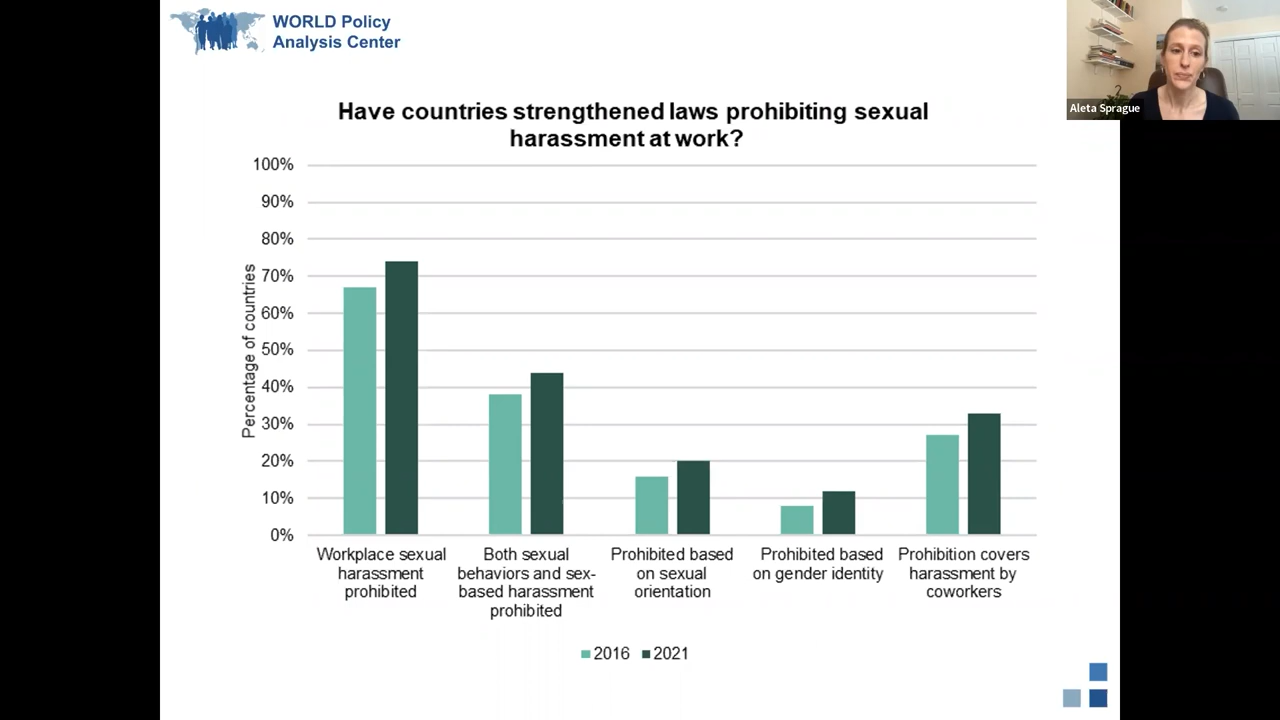 WORLD Policy
Analysis Center
Aleta Sprague
Have countries strengthened laws prohibiting sexual
harassment at work?
Percentage of countries
100%
90%
80%
70%
60%
50%
40%
30%
20%
10%
0%
Workplace sexual
harassment
prohibited
Both sexual
behaviors and sex-
based harassment
prohibited
Prohibited based
on sexual
orientation
Prohibited based
on gender identity
Prohibition covers
harassment by
coworkers
2016 2021